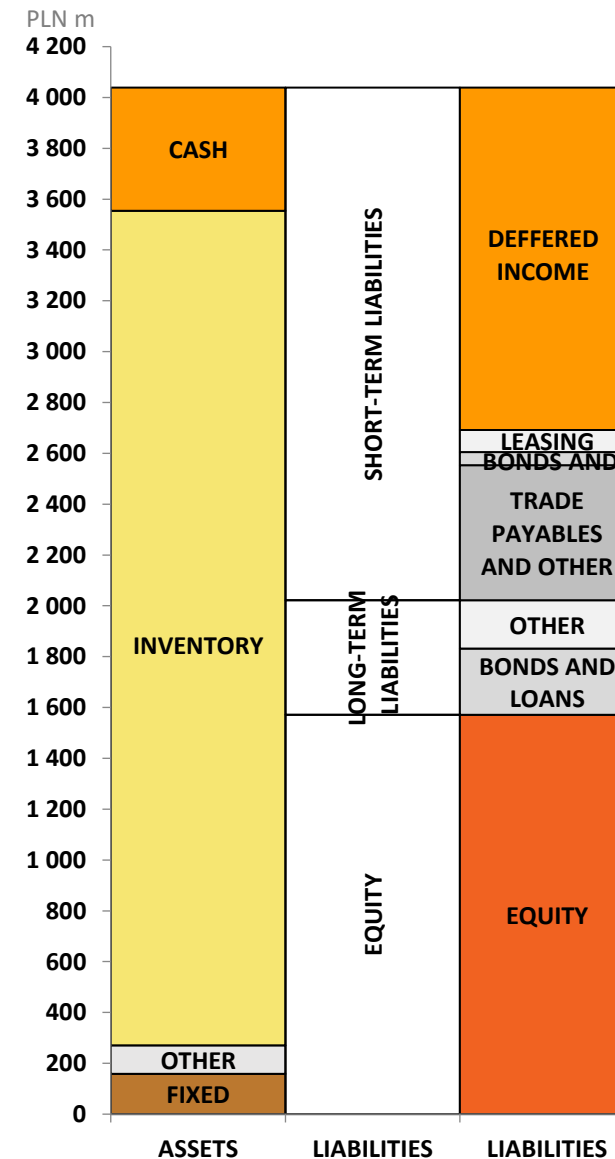 PLN m
4 200
4 000
3 800
3 600
3 400
3 200
3 000
2 800
2 600
2 400
2 200
2 000
1 800
1 600
1 400
1 200
1 000
800
600
400
200
0
CASH
INVENTORY
OTHER
FIXED
SHORT-TERM LIABILITIES
LONG-TERM
LIABILITIES
EQUITY
DEFFERED
INCOME
LEASING
BONDS AND
TRADE
PAYABLES
AND OTHER
OTHER
BONDS AND
LOANS
EQUITY
ASSETS
LIABILITIES
LIABILITIES